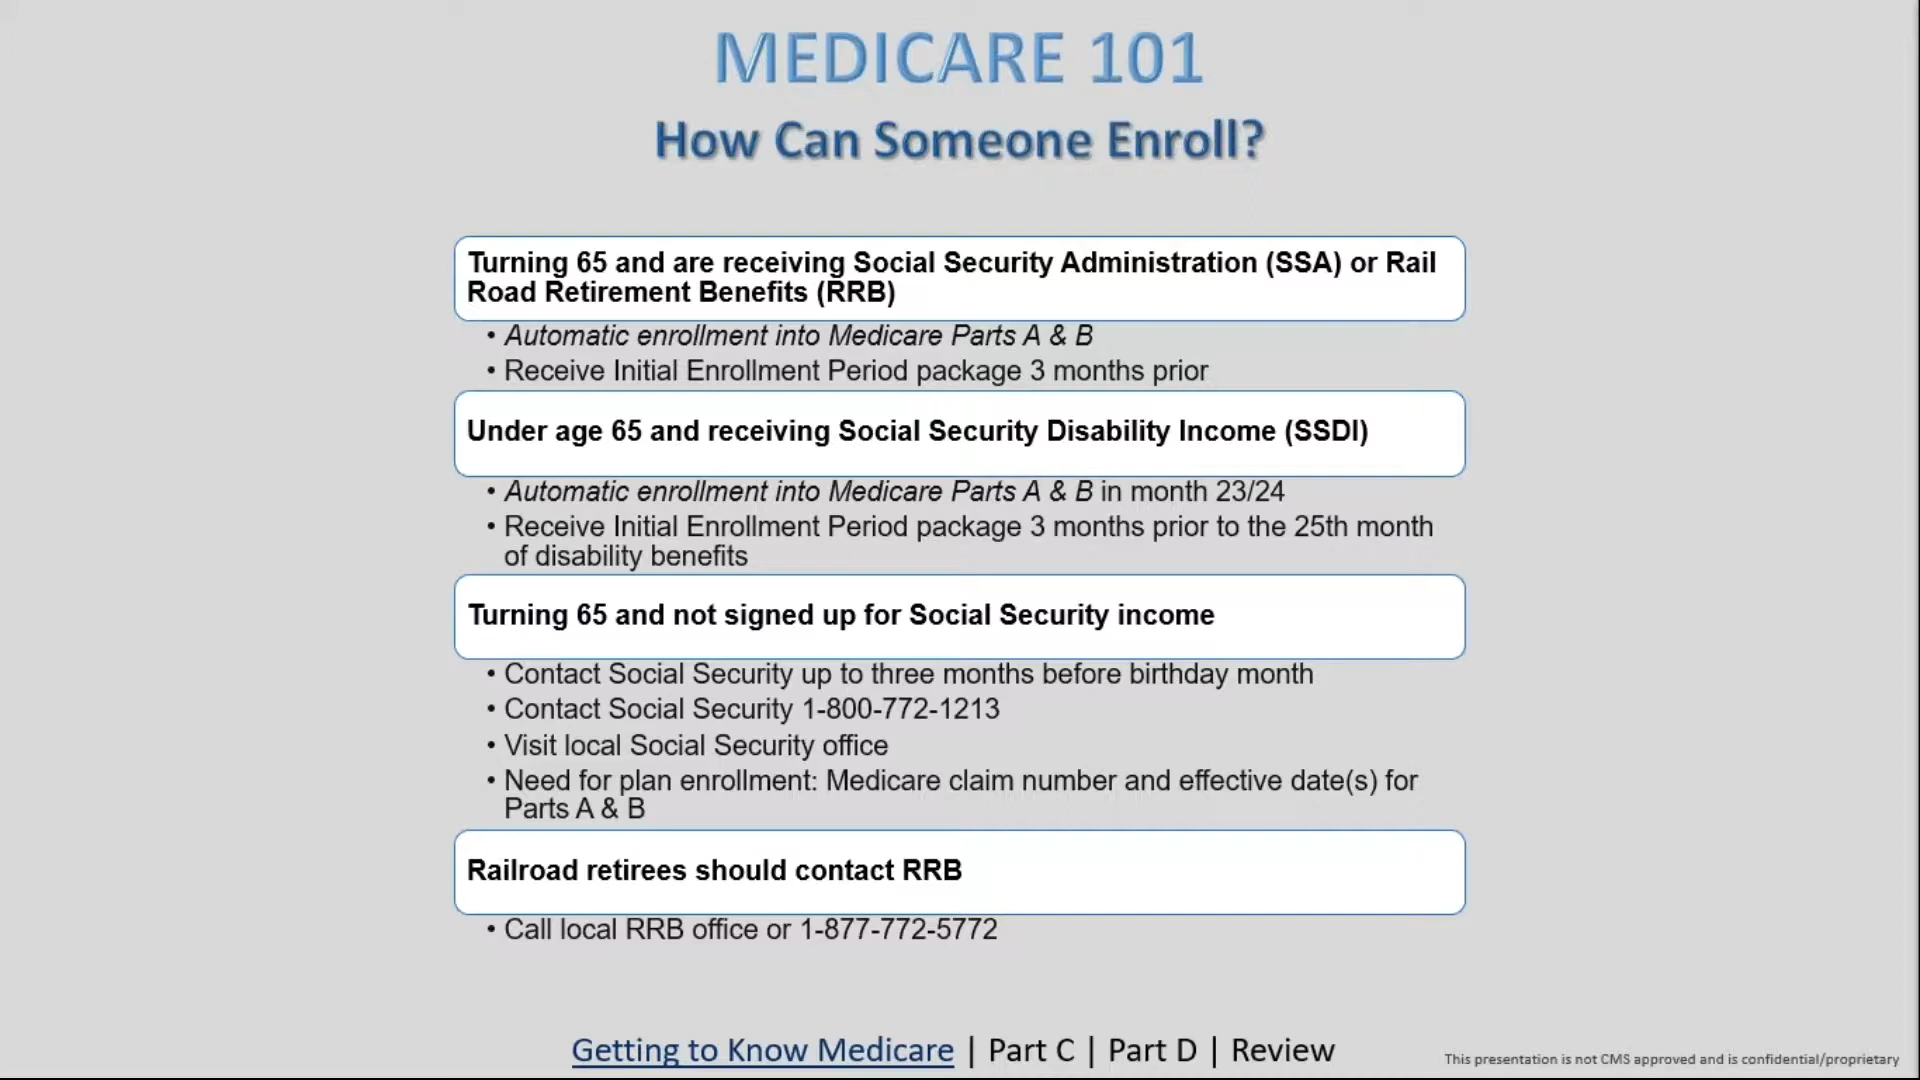 MEDICARE 101
How Can Someone Enroll?
Turning 65 and are receiving Social Security Administration (SSA) or Rail
Road Retirement Benefits (RRB)
• Automatic enrollment into Medicare Parts A & B
• Receive Initial Enrollment Period package 3 months prior
Under age 65 and receiving Social Security Disability Income (SSDI)
• Automatic enrollment into Medicare Parts A & B in month 23/24
• Receive Initial Enrollment Period package 3 months prior to the 25th month
of disability benefits
Turning 65 and not signed up for Social Security income
• Contact Social Security up to three months before birthday month
• Contact Social Security 1-800-772-1213
• Visit local Social Security office
• Need for plan enrollment: Medicare claim number and effective date(s) for
Parts A & B
Railroad retirees should contact RRB
• Call local RRB office or 1-877-772-5772
Getting to Know Medicare | Part C | Part D | Review
This presentation is not CMS approved and is confidential/proprietary